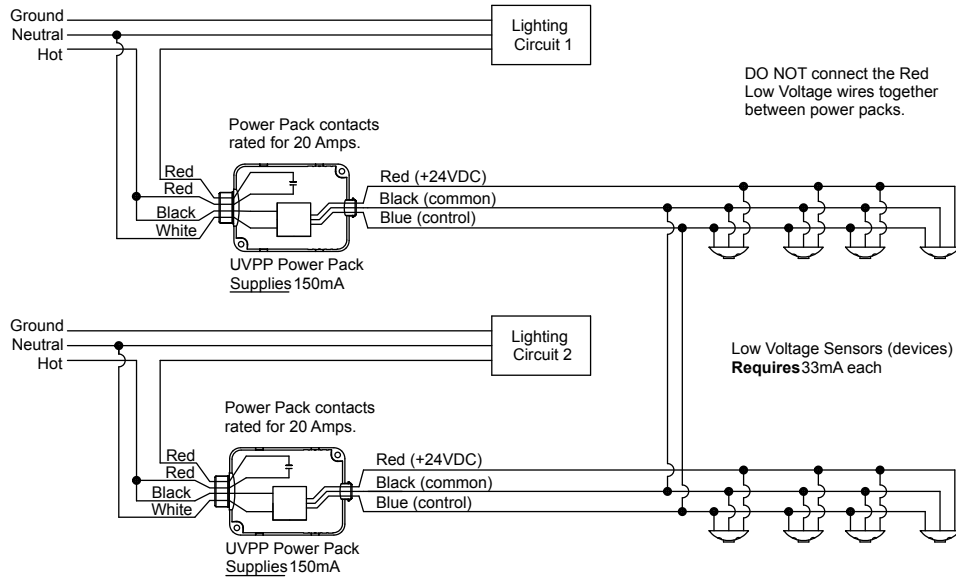 Ground
Neutral
Hot
Lighting
Circuit 1
DO NOT connect the Red
Low Voltage wires together
between power packs.
Power Pack contacts
rated for 20 Amps.
Red
Red
Black
White
Red (+24VDC)
Black (common)
Blue (control)
UVPP Power Pack
Supplies 150mA
Ground
Neutral
Hot
Lighting
Circuit 2
Low Voltage Sensors (devices)
Requires 33mA each
Power Pack contacts
rated for 20 Amps.
Red
Red
Black
White
Red (+24VDC)
Black (common)
Blue (control)
UVPP Power Pack
Supplies 150mA